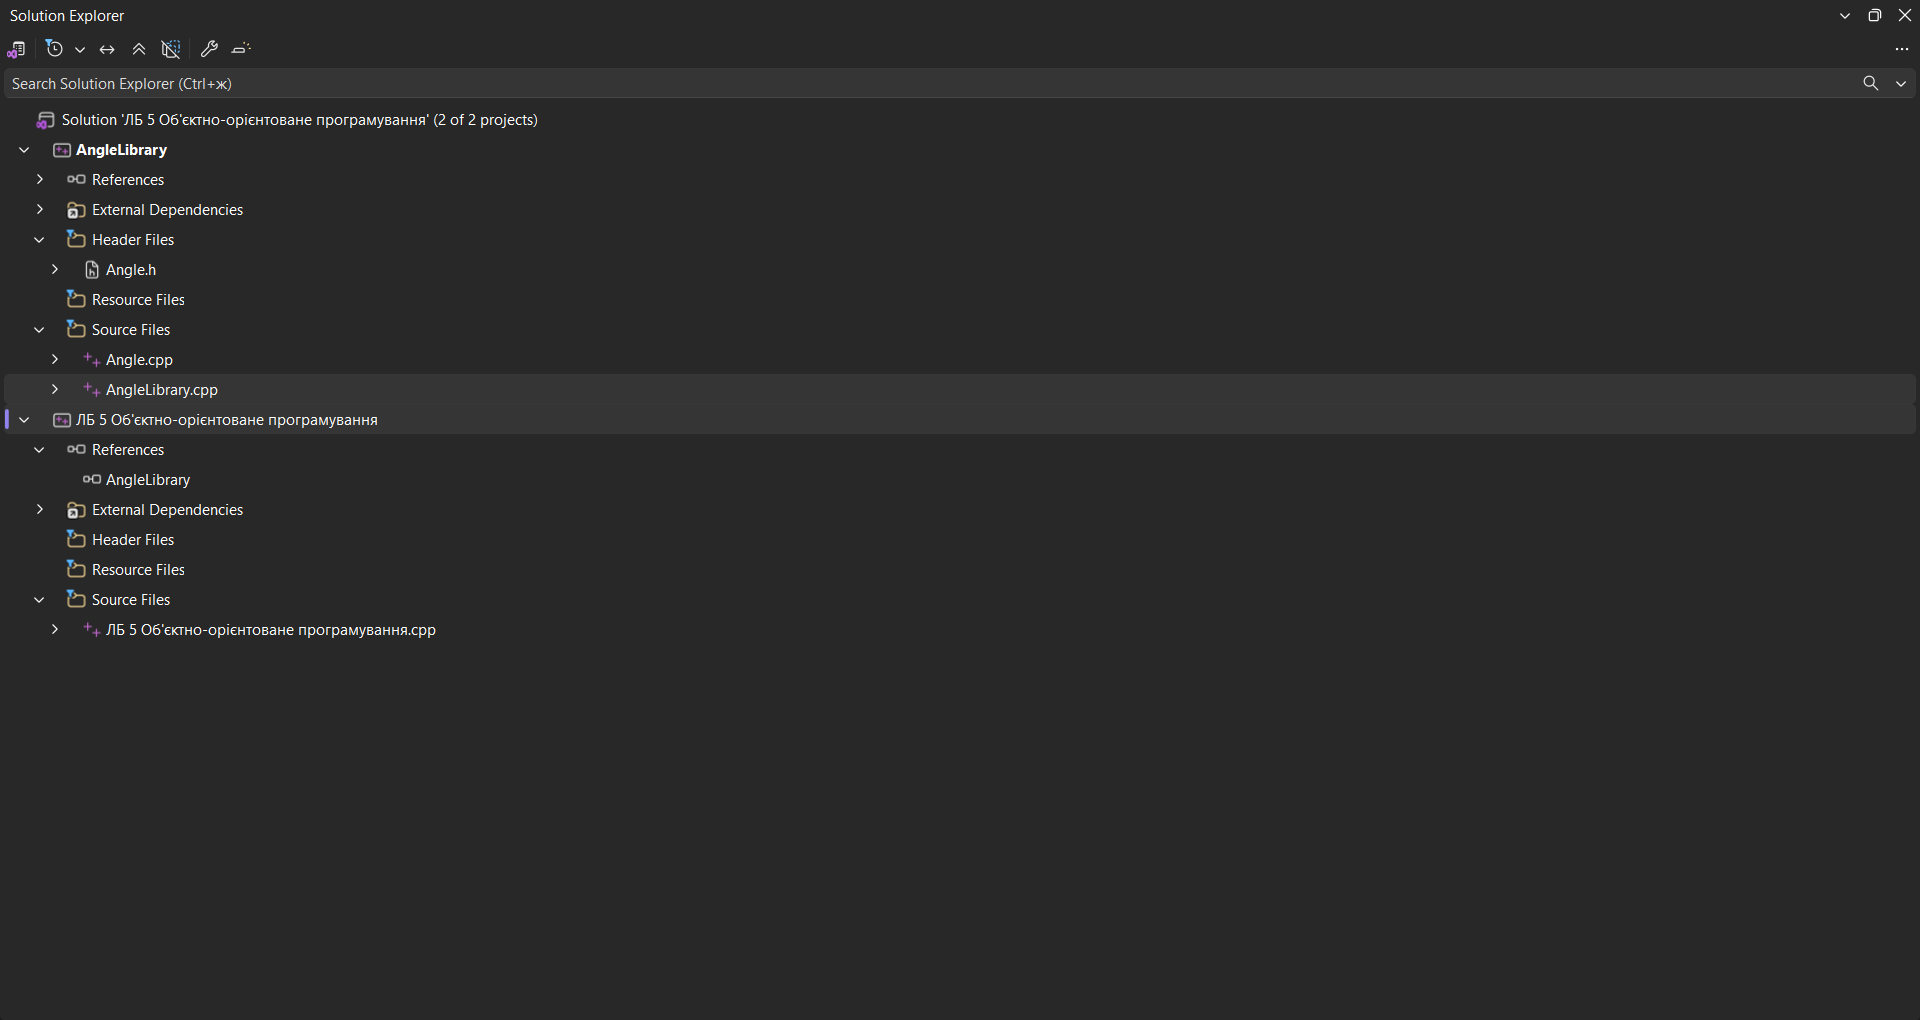 Solution Explorer
Search Solution Explorer (Ctrl+ж)
Solution 'ЛБ 5 Об'єктно-орієнтоване програмування' (2 of 2 projects)
AngleLibrary
References
External Dependencies
Header Files
Angle.h
Resource Files
Source Files
Angle.cpp
AngleLibrary.cpp
ЛБ 5 Об'єктно-орієнтоване програмування
References
AngleLibrary
External Dependencies
Header Files
Resource Files
Source Files
ЛБ 5 Об'єктно-орієнтоване програмування.cpp